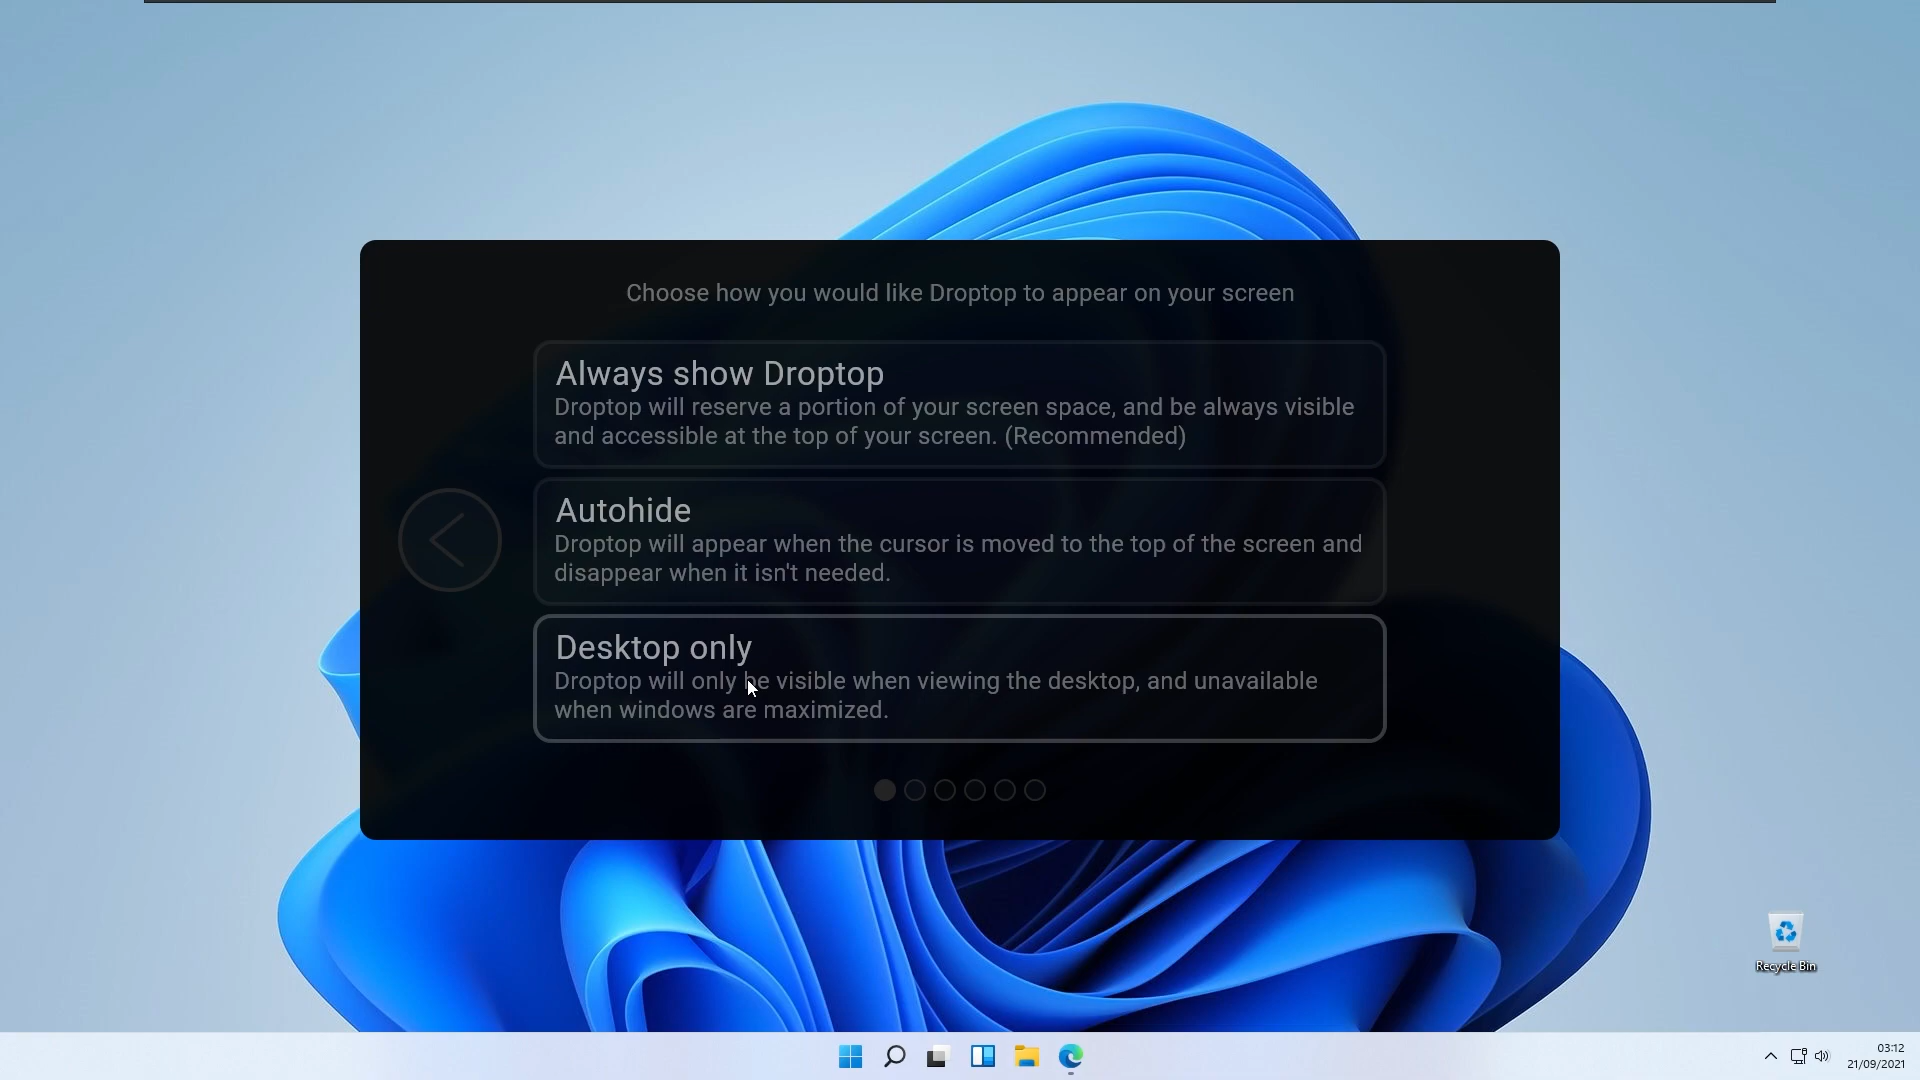 Choose how you would like Droptop to appear on your screen
Always show Droptop
Droptop will reserve a portion of your screen space, and be always visible
and accessible at the top of your screen. (Recommended)
Autohide
Droptop will appear when the cursor is moved to the top of the screen and
disappear when it isn't needed.
Desktop only
Droptop will only be visible when viewing the desktop, and unavailable
when windows are maximized.
Recycle Bin
03:12
21/09/2021